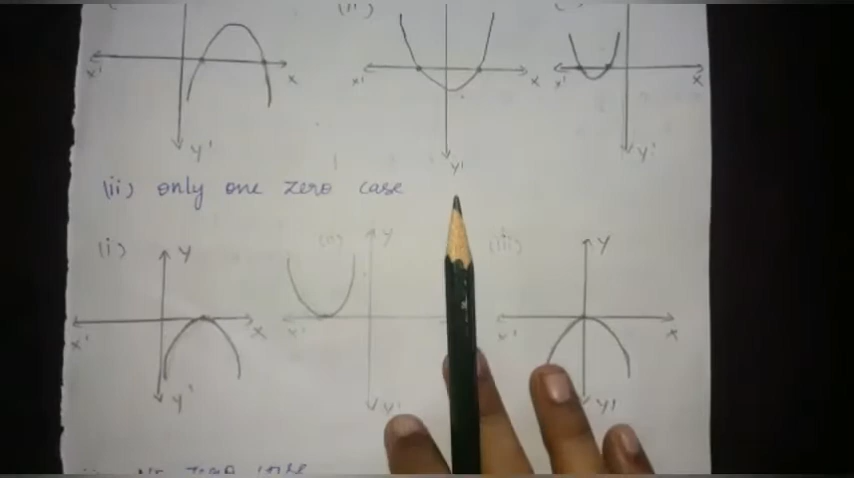 (ii)
x' x x' x x' x
y' y' y'
(ii) only one zero case
(i) (ii) (iii)
y y y
x' x x' x' x
y' y' y'